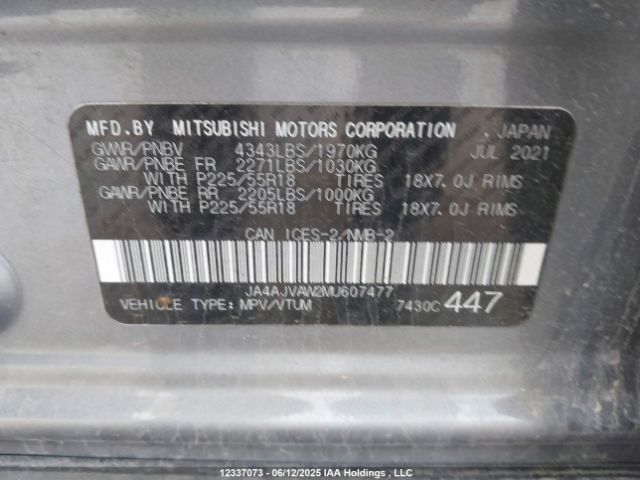 MFD.BY MITSUBISHI MOTORS CORPORATION , JAPAN
GVWR/PNBV 4343LBS/1970KG JUL 2021
GAWR/PNBE FR 2271LBS/1030KG
WITH P225/55R18 TIRES 18X7.0J RIMS
GAWR/PNBE RR 2205LBS/1000KG
WITH P225/55R18 TIRES 18X7.0J RIMS
CAN ICES-2/NMB-2
JA4AJVAW2MU607477
VEHICLE TYPE: MPV/VTUM 7430C 447
12337073 - 06/12/2025 IAA Holdings , LLC